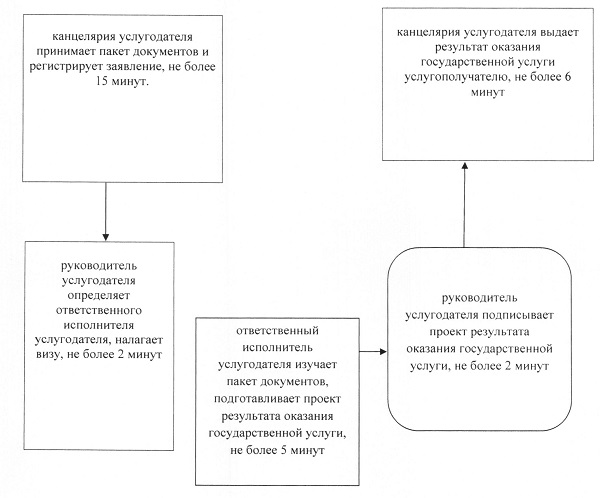 канцелярия услугодателя
принимает пакет документов и
регистрирует заявление, не более
15 минут.
руководитель
услугодателя
определяет
ответственного
исполнителя
услугодателя, налагает
визу, не более 2 минут
ответственный
исполнитель
услугодателя изучает
пакет документов,
подготавливает проект
результата оказания
государственной услуги,
не более 5 минут
руководитель
услугодателя подписывает
проект результата
оказания государственной
услуги, не более 2 минут
канцелярия услугодателя выдает
результат оказания
государственной услуги
услугополучателю, не более 6
минут